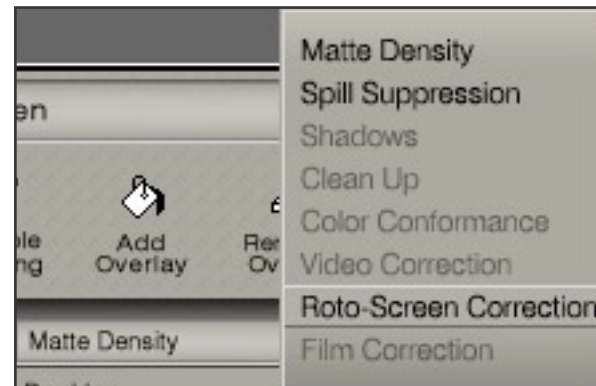 en
Add
Overlay
Matte Density
Matte Density
Spill Suppression
Shadows
Clean Up
Color Conformance
Video Correction
Roto-Screen Correction
Film Correction